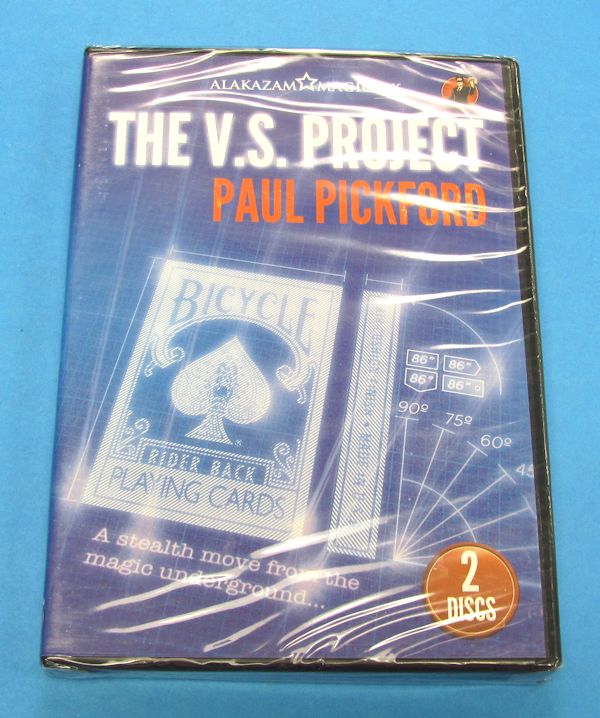 ALAKAZAM MAGIC
THE V.S. PROJECT
PAUL PICKFORD
BICYCLE
®
RIDER BACK
PLAYING CARDS
86"
86"
86"
86" o
90º
75º
60º
45
A stealth move from the
magic underground...
2
DISCS